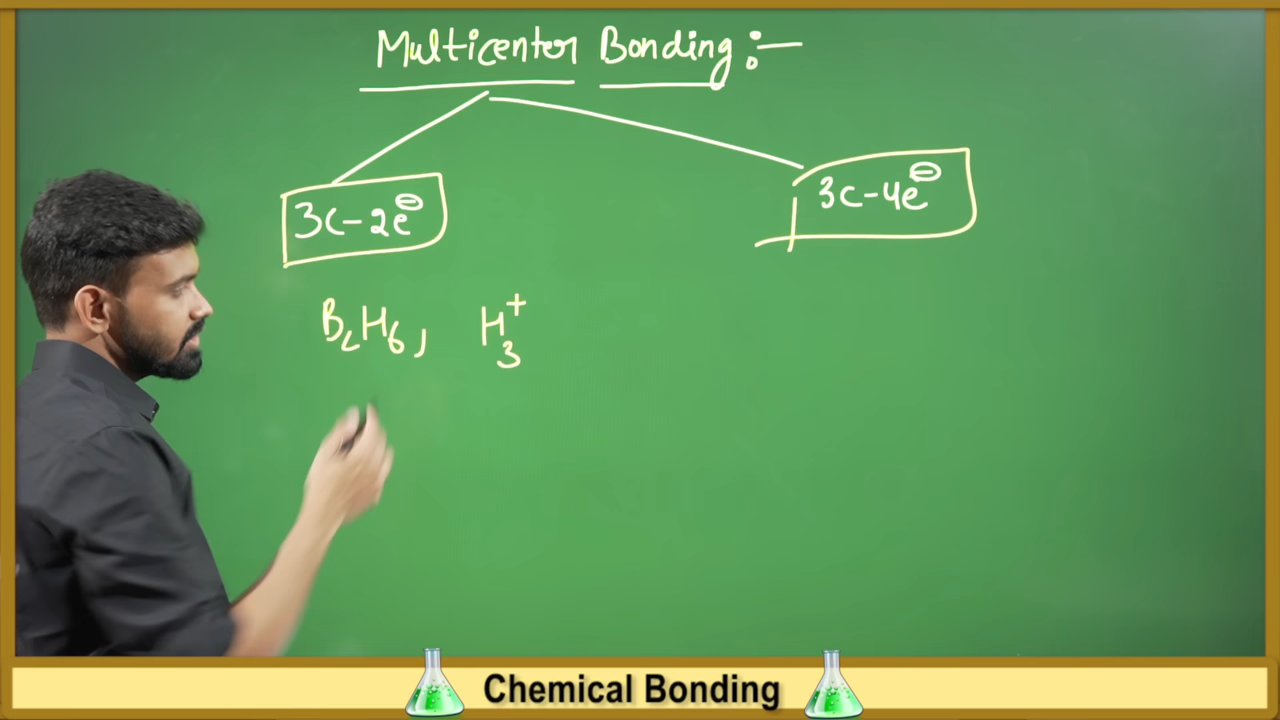 Multicenter Bonding :—
3c-2e⊖ 3c-4e⊖
B₂H₆, H₃⁺
Chemical Bonding